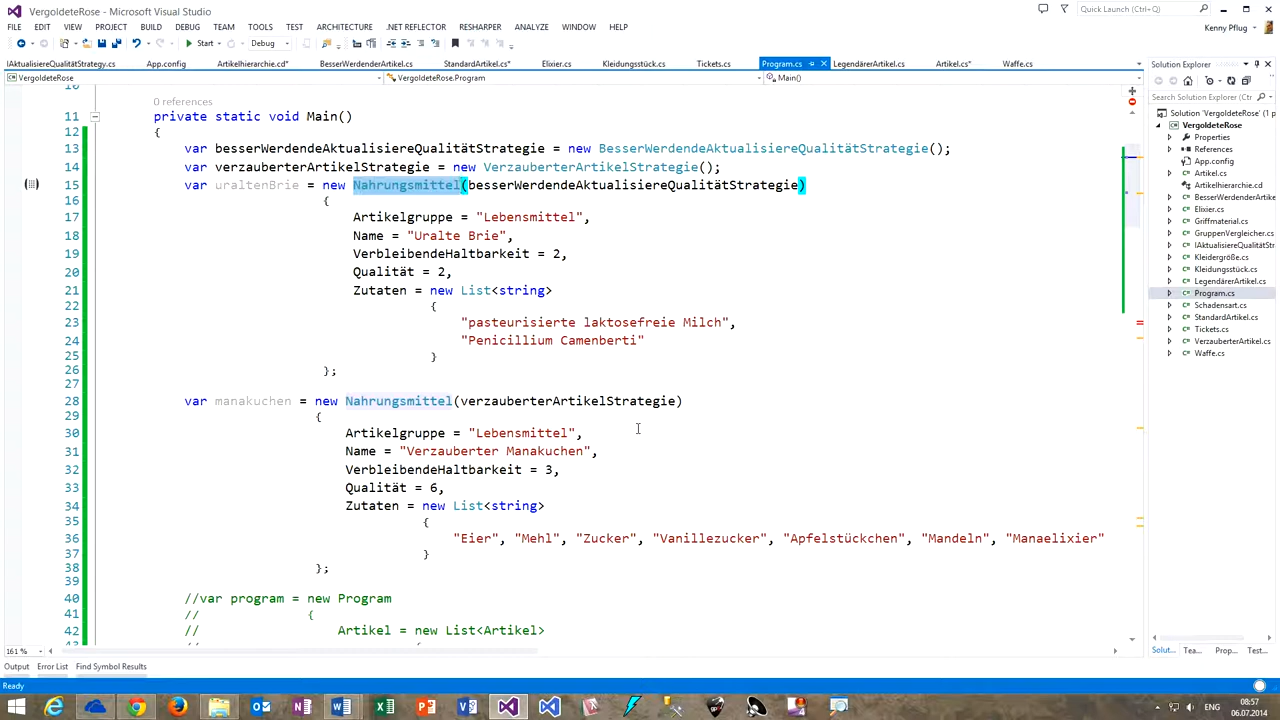 VergoldeteRose - Microsoft Visual Studio
Quick Launch (Ctrl+Q)
FILE EDIT VIEW PROJECT BUILD DEBUG TEAM TOOLS TEST ARCHITECTURE .NET REFLECTOR RESHARPER ANALYZE WINDOW HELP
Kenny Pflug
Start Debug
IAktualisiereQualitätStrategy.cs App.config Artikelhierarchie.cd* BesserWerdenderArtikel.cs StandardArtikel.cs* Elixier.cs Kleidungsstück.cs Tickets.cs Program.cs LegendärerArtikel.cs Artikel.cs* Waffe.cs
VergoldeteRose VergoldeteRose.Program Main()
10
0 references
11 private static void Main()
12 {
13 var besserWerdendeAktualisiereQualitätStrategie = new BesserWerdendeAktualisiereQualitätStrategie();
14 var verzauberterArtikelStrategie = new VerzauberterArtikelStrategie();
15 var uraltenBrie = new Nahrungsmittel(besserWerdendeAktualisiereQualitätStrategie)
16 {
17 Artikelgruppe = "Lebensmittel",
18 Name = "Uralte Brie",
19 VerbleibendeHaltbarkeit = 2,
20 Qualität = 2,
21 Zutaten = new List<string>
22 {
23 "pasteurisierte laktosefreie Milch",
24 "Penicillium Camenberti"
25 }
26 };
27
28 var manakuchen = new Nahrungsmittel(verzauberterArtikelStrategie)
29 {
30 Artikelgruppe = "Lebensmittel",
31 Name = "Verzauberter Manakuchen",
32 VerbleibendeHaltbarkeit = 3,
33 Qualität = 6,
34 Zutaten = new List<string>
35 {
36 "Eier", "Mehl", "Zucker", "Vanillezucker", "Apfelstückchen", "Mandeln", "Manaelixier"
37 }
38 };
39
40 //var program = new Program
41 // {
42 // Artikel = new List<Artikel>
161 %
Solution Explorer
Search Solution Explorer (Ctrl
Solution 'VergoldeteRose' (1 p
VergoldeteRose
Properties
References
App.config
Artikel.cs
Artikelhierarchie.cd
BesserWerdenderArtike
Elixier.cs
Griffmaterial.cs
GruppenVergleicher.cs
IAktualisiereQualitätStr
Kleidergröße.cs
Kleidungsstück.cs
LegendärerArtikel.cs
Program.cs
Schadensart.cs
StandardArtikel.cs
Tickets.cs
VerzauberterArtikel.cs
Waffe.cs
Solut... Tea... Prop... Test...
Output Error List Find Symbol Results
Ready
ENG
08:57
06.07.2014